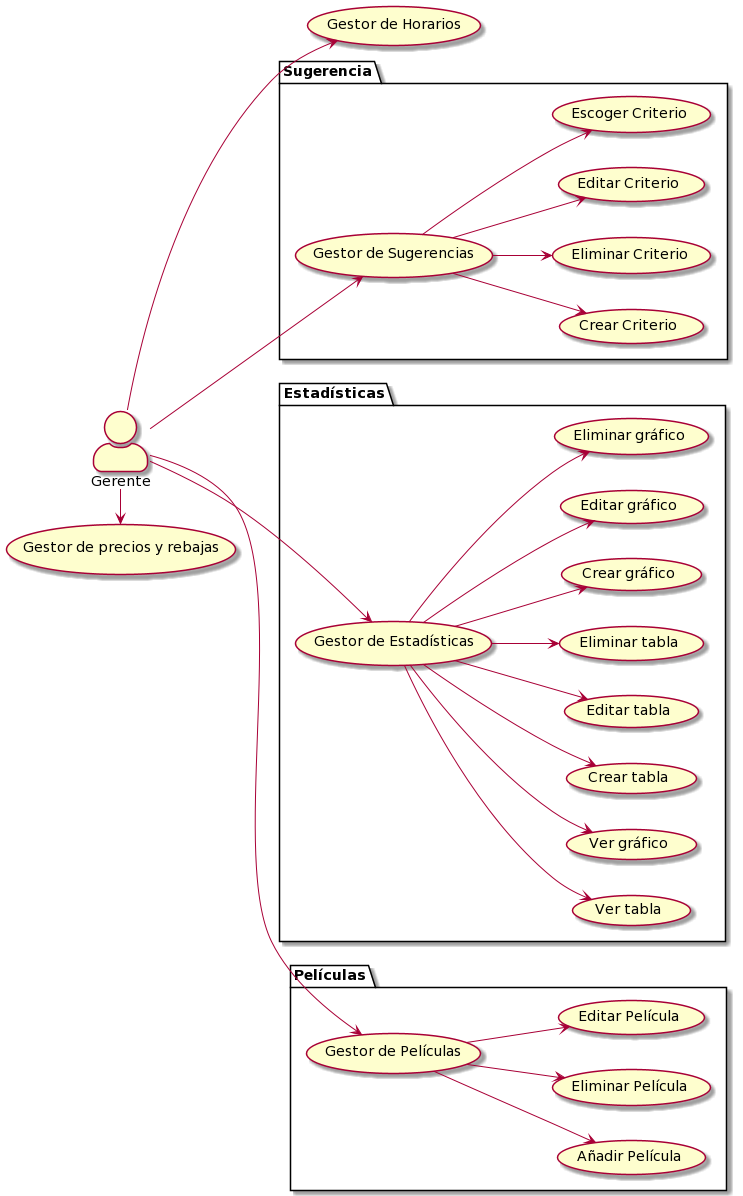 Gestor de Horarios
Sugerencia
Escoger Criterio
Editar Criterio
Gestor de Sugerencias
Eliminar Criterio
Crear Criterio
Estadísticas
Eliminar gráfico
Gerente
Editar gráfico
Gestor de precios y rebajas
Crear gráfico
Gestor de Estadísticas
Eliminar tabla
Editar tabla
Crear tabla
Ver gráfico
Ver tabla
Películas
Editar Película
Gestor de Películas
Eliminar Película
Añadir Película